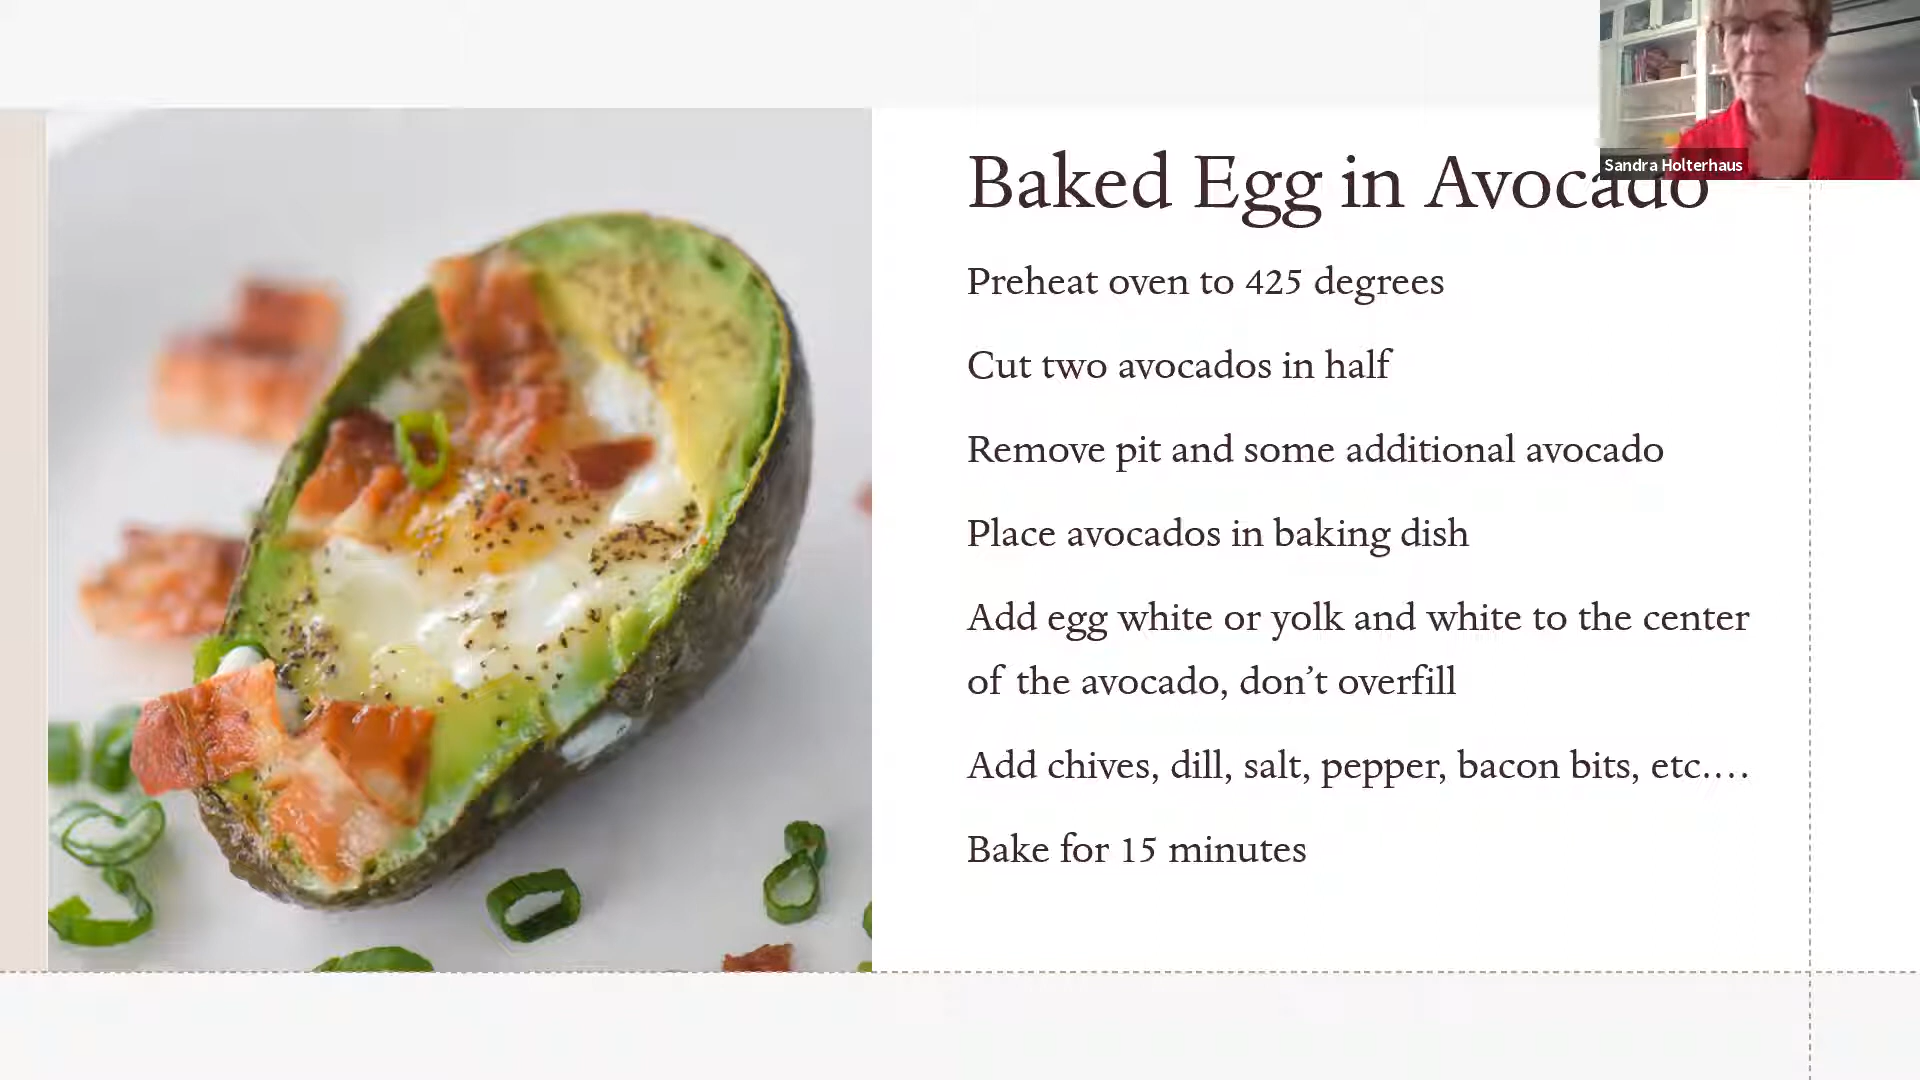 Sandra Holterhaus
Baked Egg in Avocado
Preheat oven to 425 degrees
Cut two avocados in half
Remove pit and some additional avocado
Place avocados in baking dish
Add egg white or yolk and white to the center
of the avocado, don’t overfill
Add chives, dill, salt, pepper, bacon bits, etc.…
Bake for 15 minutes